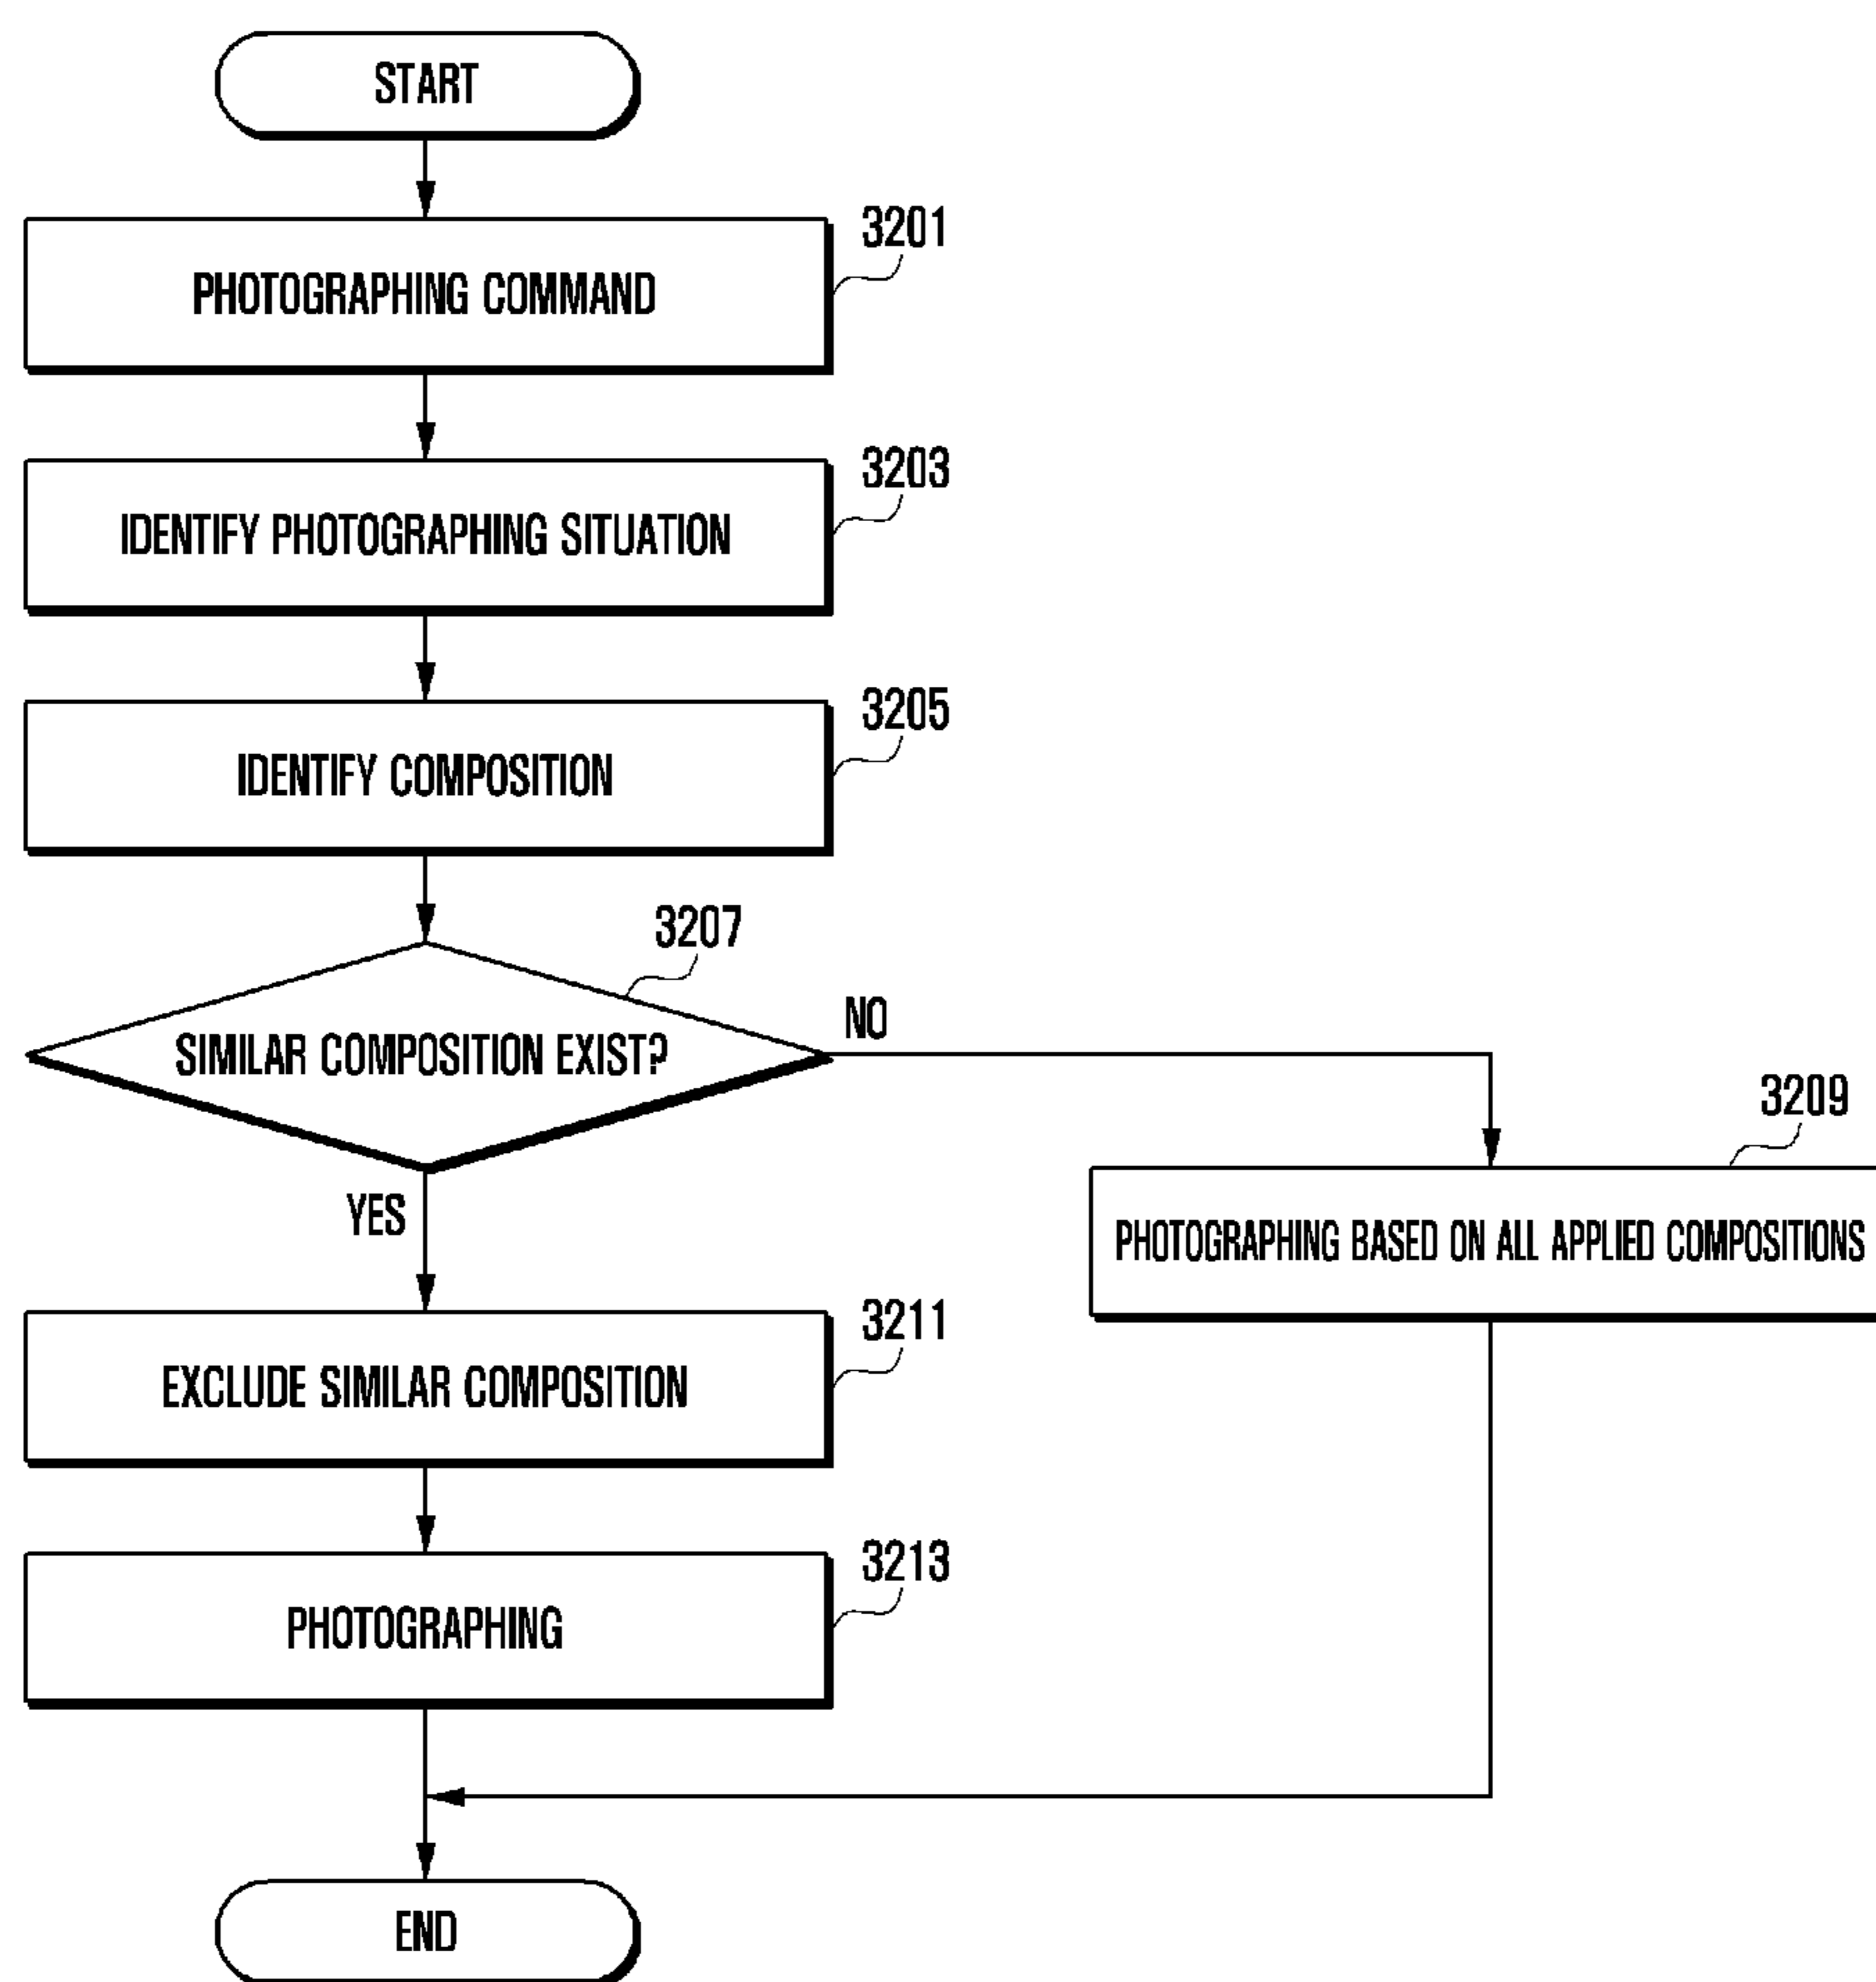 START
3201
PHOTOGRAPHING COMMAND
3203
IDENTIFY PHOTOGRAPHING SITUATION
3205
IDENTIFY COMPOSITION
3207
SIMILAR COMPOSITION EXIST?
NO
3209
PHOTOGRAPHING BASED ON ALL APPLIED COMPOSITIONS
YES
3211
EXCLUDE SIMILAR COMPOSITION
3213
PHOTOGRAPHING
END